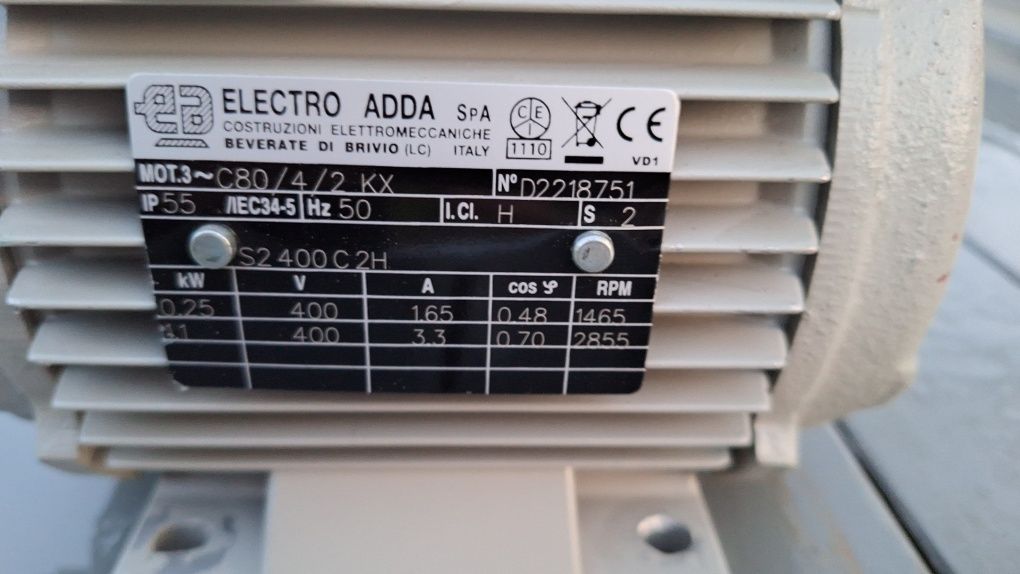 ELECTRO ADDA SPA
COSTRUZIONI ELETTROMECCANICHE
BEVERATE DI BRIVIO (LC) ITALY
CEI
1110
CE
VD1
MOT.3~ C80/4/2 KX N° D2218751
IP 55 /IEC34-5 Hz 50 I.Cl. H S 2
S2 400 C 2H
kW V A cos φ RPM
0.25 400 1.65 0.48 1465
1.1 400 3.3 0.70 2855